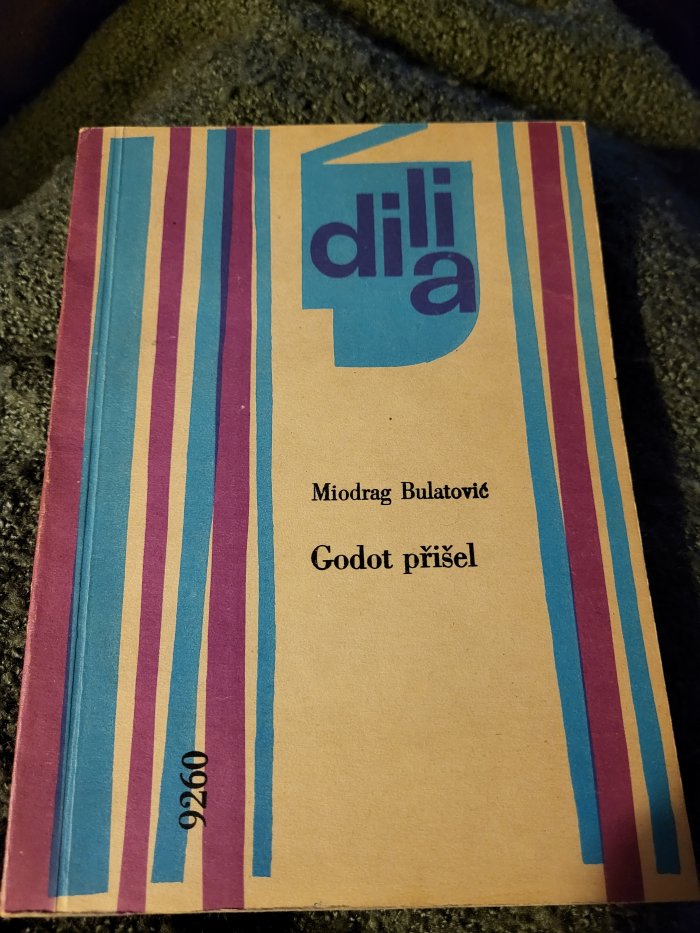 dilia
Miodrag Bulatović
Godot přišel
9260